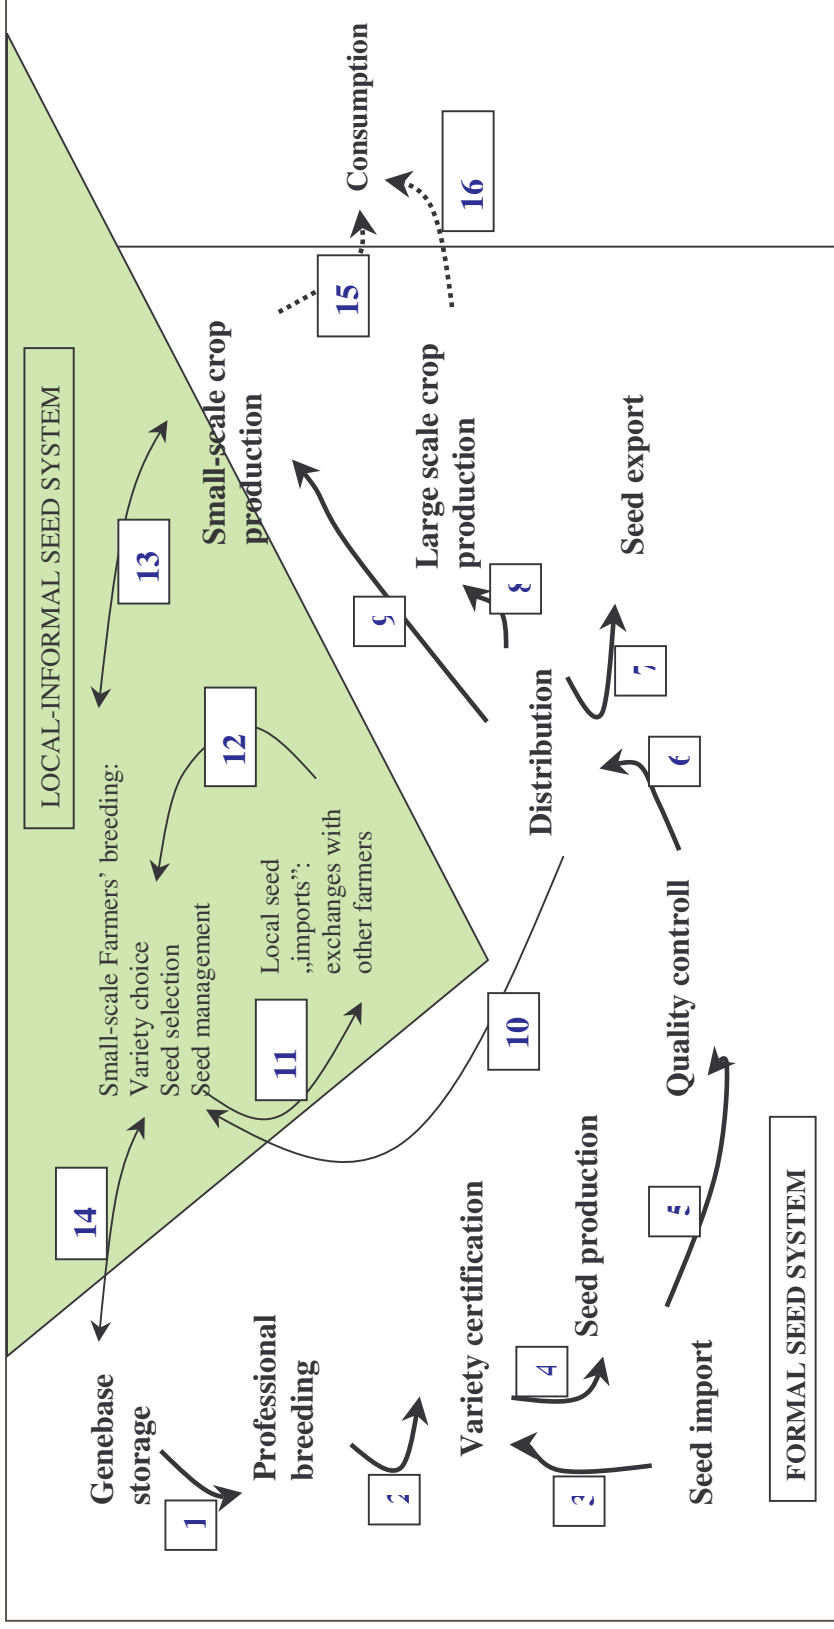 LOCAL-INFORMAL SEED SYSTEM
14
Genebase
storage
Small-scale Farmers’ breeding:
Variety choice
Seed selection
Seed management
13
1
12
Small-scale crop
production
Professional
breeding
11
Local seed
„imports”:
exchanges with
other farmers
15
Consumption
2
9
Large scale crop
production
16
Variety certification
10
8
4
Distribution
3
Seed production
7
Seed export
5
6
Quality controll
Seed import
FORMAL SEED SYSTEM